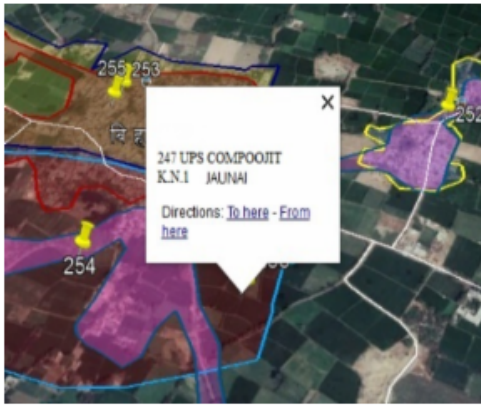 255 253
252
247 UPS COMPOOJIT
K.N.1 JAUNAI
Directions: To here - From
here
254